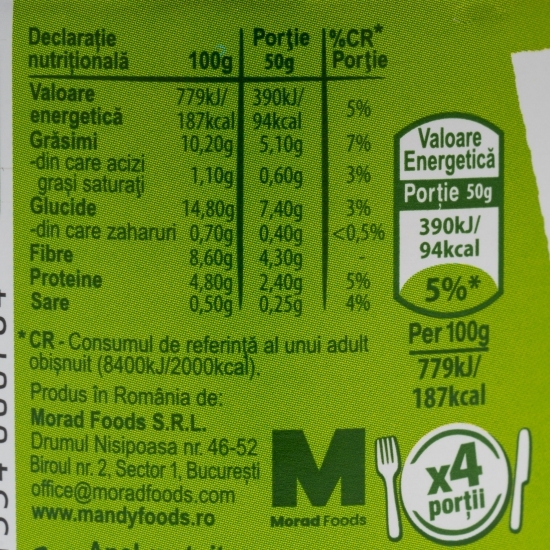 Declarație nutrițională 100g Porţie 50g %CR* Porţie
Valoare energetică 779kJ/ 187kcal 390kJ/ 94kcal 5%
Grăsimi 10,20g 5,10g 7%
-din care acizi grași saturaţi 1,10g 0,60g 3%
Glucide 14,80g 7,40g 3%
-din care zaharuri 0,70g 0,40g <0,5%
Fibre 8,60g 4,30g -
Proteine 4,80g 2,40g 5%
Sare 0,50g 0,25g 4%
*CR - Consumul de referință al unui adult
obișnuit (8400kJ/2000kcal).
Produs în România de:
Morad Foods S.R.L.
Drumul Nisipoasa nr. 46-52
Biroul nr. 2, Sector 1, București
office@moradfoods.com
www.mandyfoods.ro
M
Morad Foods
Valoare
Energetică
Porție 50g
390kJ/
94kcal
5%*
Per 100g
779kJ/
187kcal
x4
porții